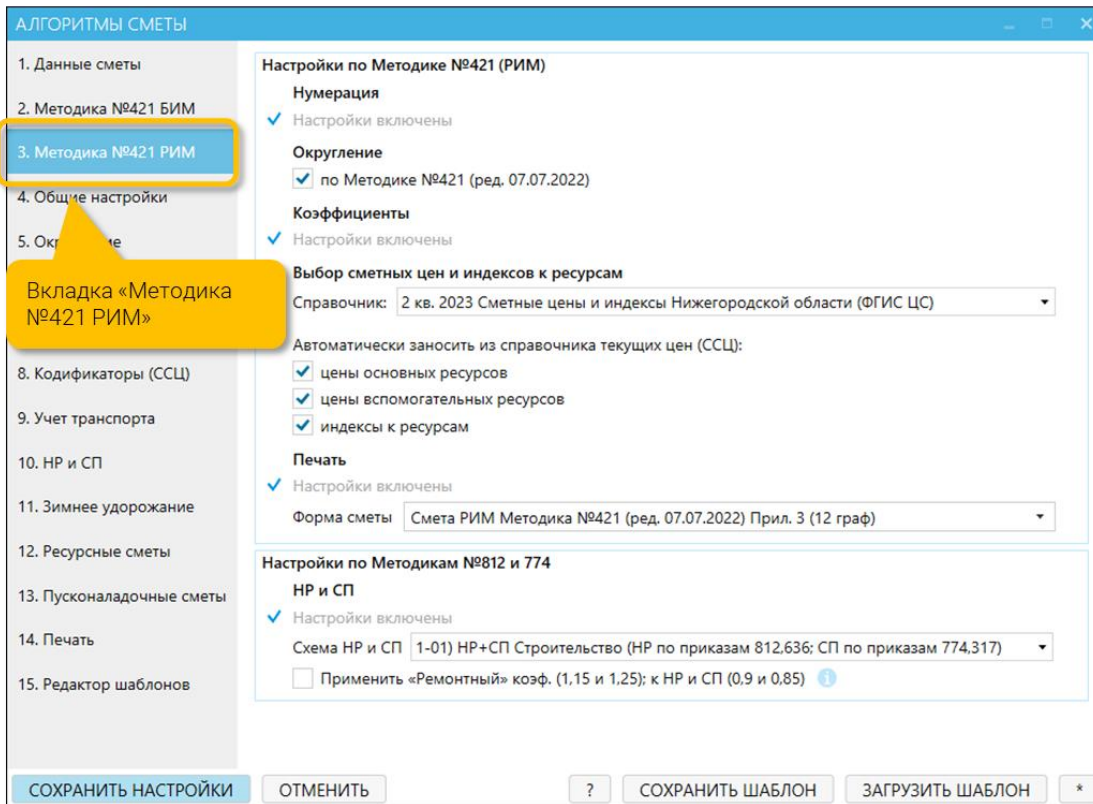 АЛГОРИТМЫ СМЕТЫ
1. Данные сметы
2. Методика №421 БИМ
3. Методика №421 РИМ
4. Общие настройки
5. Ок
Вкладка «Методика
№421 РИМ»
8. Кодификаторы (ССЦ)
9. Учет транспорта
10. НР и СП
11. Зимнее удорожание
12. Ресурсные сметы
13. Пусконаладочные сметы
14. Печать
15. Редактор шаблонов
Настройки по Методике №421 (РИМ)
Нумерация
Настройки включены
Округление
по Методике №421 (ред. 07.07.2022)
Коэффициенты
Настройки включены
Выбор сметных цен и индексов к ресурсам
Справочник: 2 кв. 2023 Сметные цены и индексы Нижегородской области (ФГИС ЦС)
Автоматически заносить из справочника текущих цен (ССЦ):
цены основных ресурсов
цены вспомогательных ресурсов
индексы к ресурсам
Печать
Настройки включены
Форма сметы Смета РИМ Методика №421 (ред. 07.07.2022) Прил. 3 (12 граф)
Настройки по Методикам №812 и 774
НР и СП
Настройки включены
Схема НР и СП 1-01) НР+СП Строительство (НР по приказам 812,636; СП по приказам 774,317)
Применить «Ремонтный» коэф. (1,15 и 1,25); к НР и СП (0,9 и 0,85)
СОХРАНИТЬ НАСТРОЙКИ ОТМЕНИТЬ ? СОХРАНИТЬ ШАБЛОН ЗАГРУЗИТЬ ШАБЛОН *